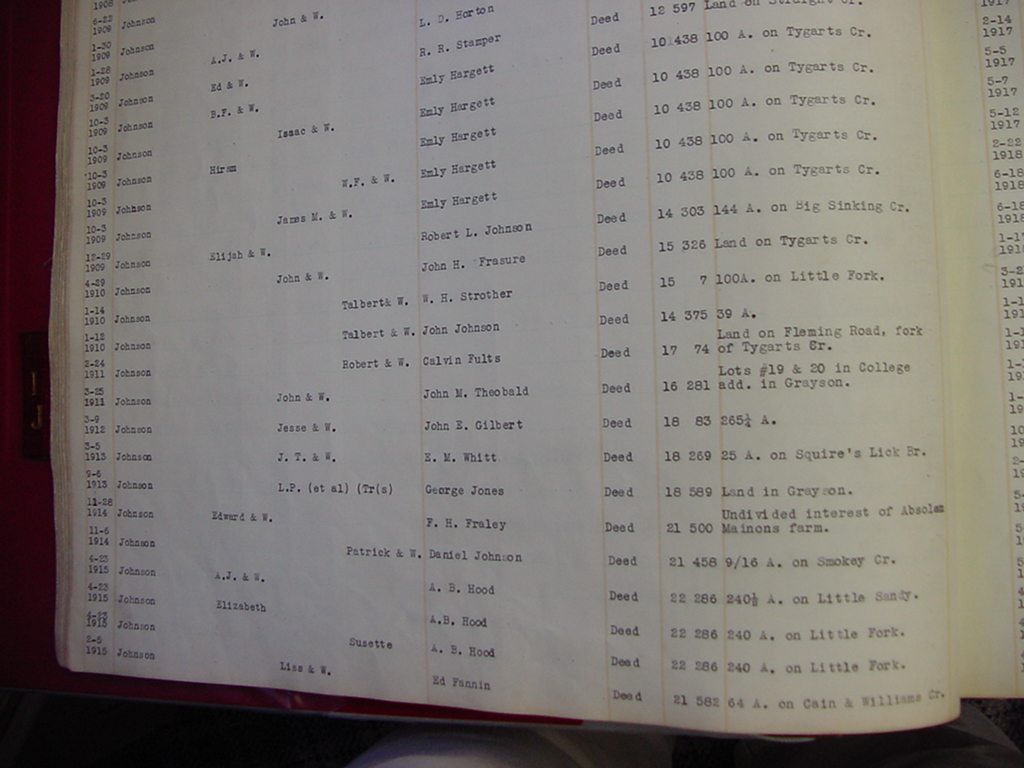 1908 Joh
6-23
1909 Johnson
1-30
1909 Johnson John & W.
1-28
1909 Johnson A.J. & W. L. D. Horton
3-20
1909 Johnson Ed & W. R. R. Stamper Deed 12 597 Land on Straight Cr.
10-3
1909 Johnson B.F. & W. Emly Hargett Deed 10 438 100 A. on Tygarts Cr.
10-3
1909 Johnson Isaac & W. Emly Hargett Deed 10 438 100 A. on Tygarts Cr.
10-3
1909 Johnson Hiram Emly Hargett Deed 10 438 100 A. on Tygarts Cr.
10-3
1909 Johnson W.F. & W. Emly Hargett Deed 10 438 100 A. on Tygarts Cr.
10-3
1909 Johnson James M. & W. Emly Hargett Deed 10 438 100 A. on Tygarts Cr.
12-29
1909 Johnson Elijah & W. Robert L. Johnson Deed 14 303 144 A. on Big Sinking Cr.
4-29
1910 Johnson John & W. John H. Frasure Deed 15 326 Land on Tygarts Cr.
1-14
1910 Johnson Talbert& W. W. H. Strother Deed 15 7 100A. on Little Fork.
1-12
1910 Johnson Talbert & W. John Johnson Deed 14 375 39 A.
2-24 Land on Fleming Road, fork
1911 Johnson Robert & W. Calvin Fults Deed 17 74 of Tygarts Cr.
3-25 Lots #19 & 20 in College
1911 Johnson John & W. John M. Theobald Deed 16 281 add. in Grayson.
3-9
1912 Johnson Jesse & W. John E. Gilbert Deed 18 83 265¼ A.
3-5
1913 Johnson J. T. & W. E. M. Whitt Deed 18 269 25 A. on Squire's Lick Br.
9-6
1913 Johnson L.P. (et al) (Tr(s) George Jones Deed 18 589 Land in Grayson.
11-28 Undivided interest of Absolem
1914 Johnson Edward & W. F. H. Fraley Deed 21 500 Mainons farm.
11-6
1914 Johnson Patrick & W. Daniel Johnson Deed 21 458 9/16 A. on Smokey Cr.
4-23
1915 Johnson A.J. & W. A. B. Hood Deed 22 286 240½ A. on Little Sandy.
4-23
1915 Johnson Elizabeth A.B. Hood Deed 22 286 240 A. on Little Fork.
4-23
1915 Johnson Susette A. B. Hood Deed 22 286 240 A. on Little Fork.
2-5
1915 Johnson Liss & W. Ed Fannin Deed 21 582 64 A. on Cain & Williams Cr.
1917
2-14
1917
5-5
1917
5-7
1917
5-12
1917
2-22
1918
6-18
1918
6-18